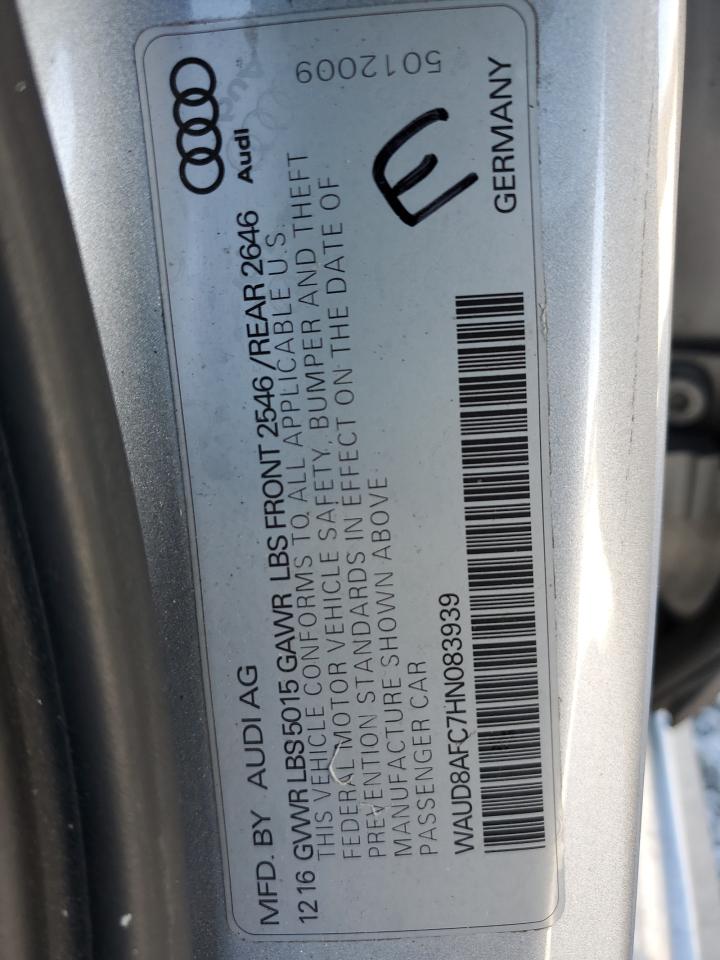 MFD. BY AUDI AG
Audi
12 16 GVWR LBS 5015 GAWR LBS FRONT 2546 /REAR 2646
THIS VEHICLE CONFORMS TO ALL APPLICABLE U.S.
FEDERAL MOTOR VEHICLE SAFETY, BUMPER AND THEFT
PREVENTION STANDARDS IN EFFECT ON THE DATE OF
MANUFACTURE SHOWN ABOVE
PASSENGER CAR
WAUD8AFC7HN083939
5012009
E
GERMANY